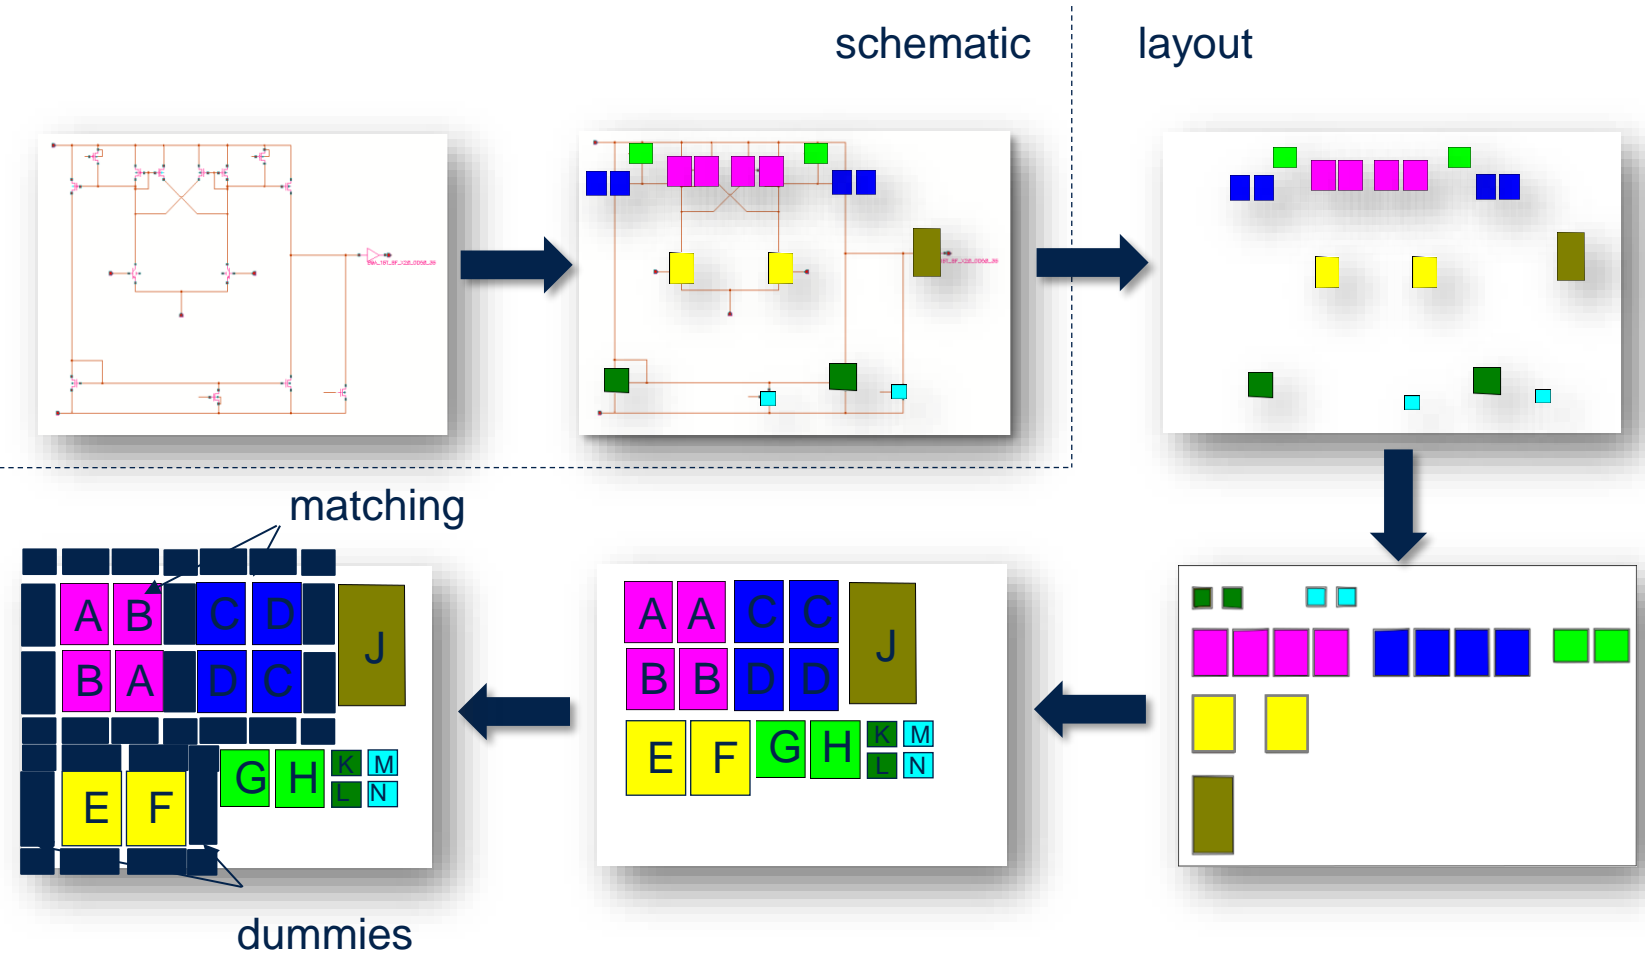 schematic
layout
matching
A B C D J
B A D C
E F G H K M
L N
dummies
A A C C J
B B D D
E F G H K M
L N